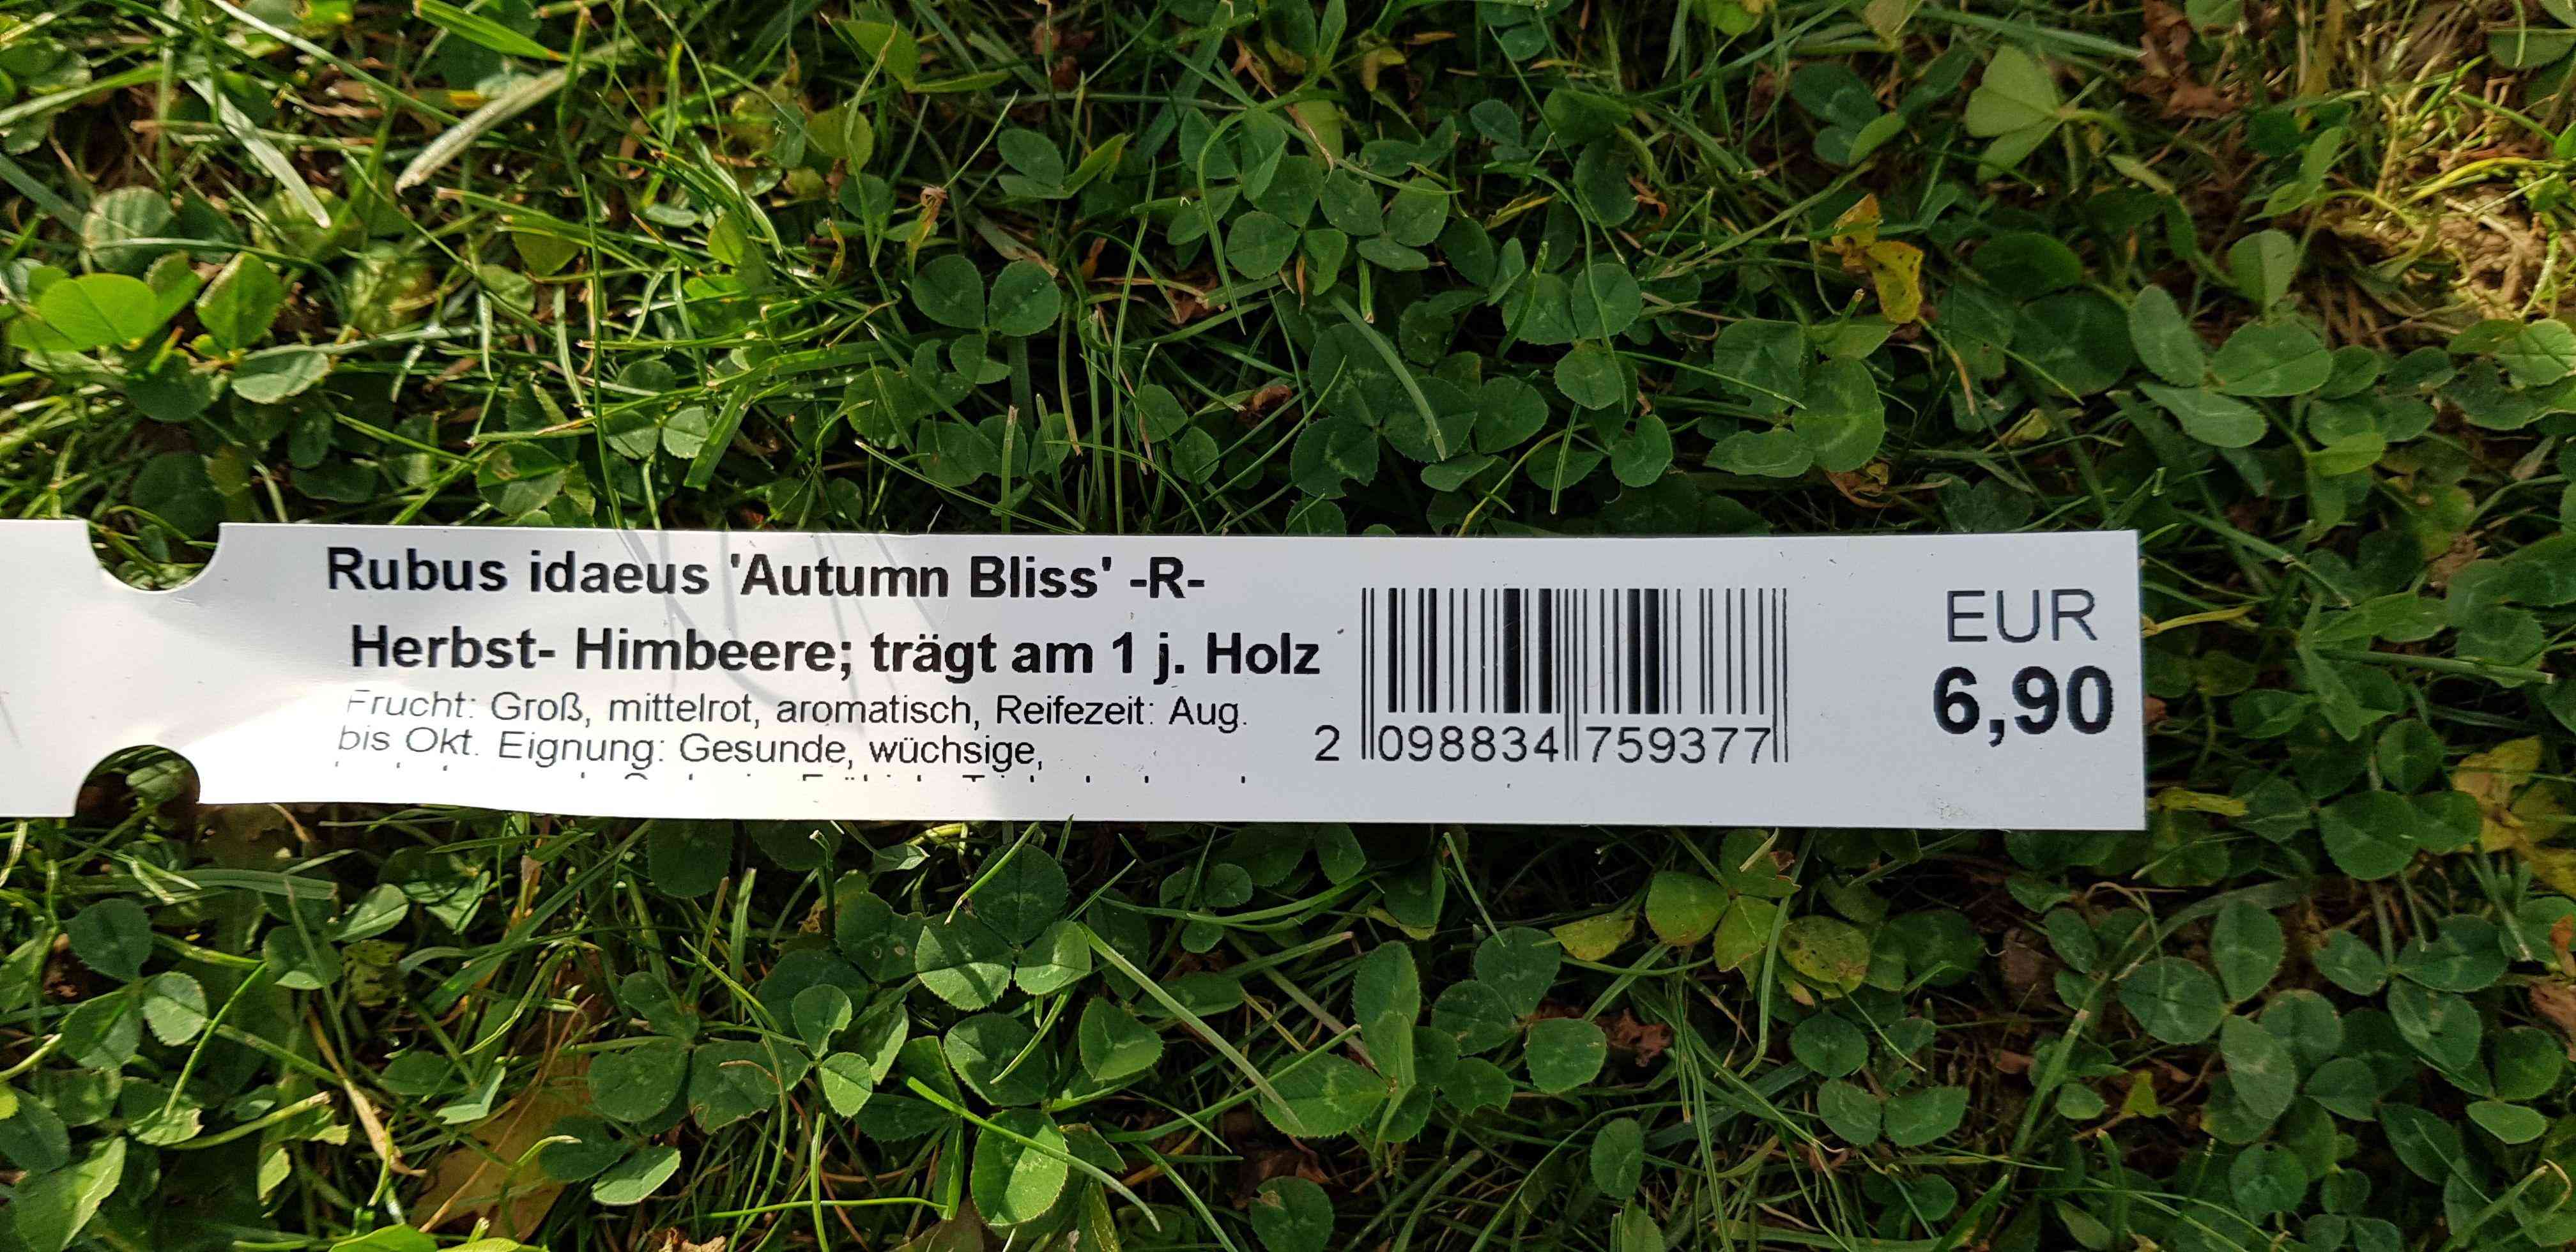 Rubus idaeus 'Autumn Bliss' -R-
Herbst- Himbeere; trägt am 1 j. Holz
Frucht: Groß, mittelrot, aromatisch, Reifezeit: Aug.
bis Okt. Eignung: Gesunde, wüchsige,
2 098834 759377
EUR
6,90